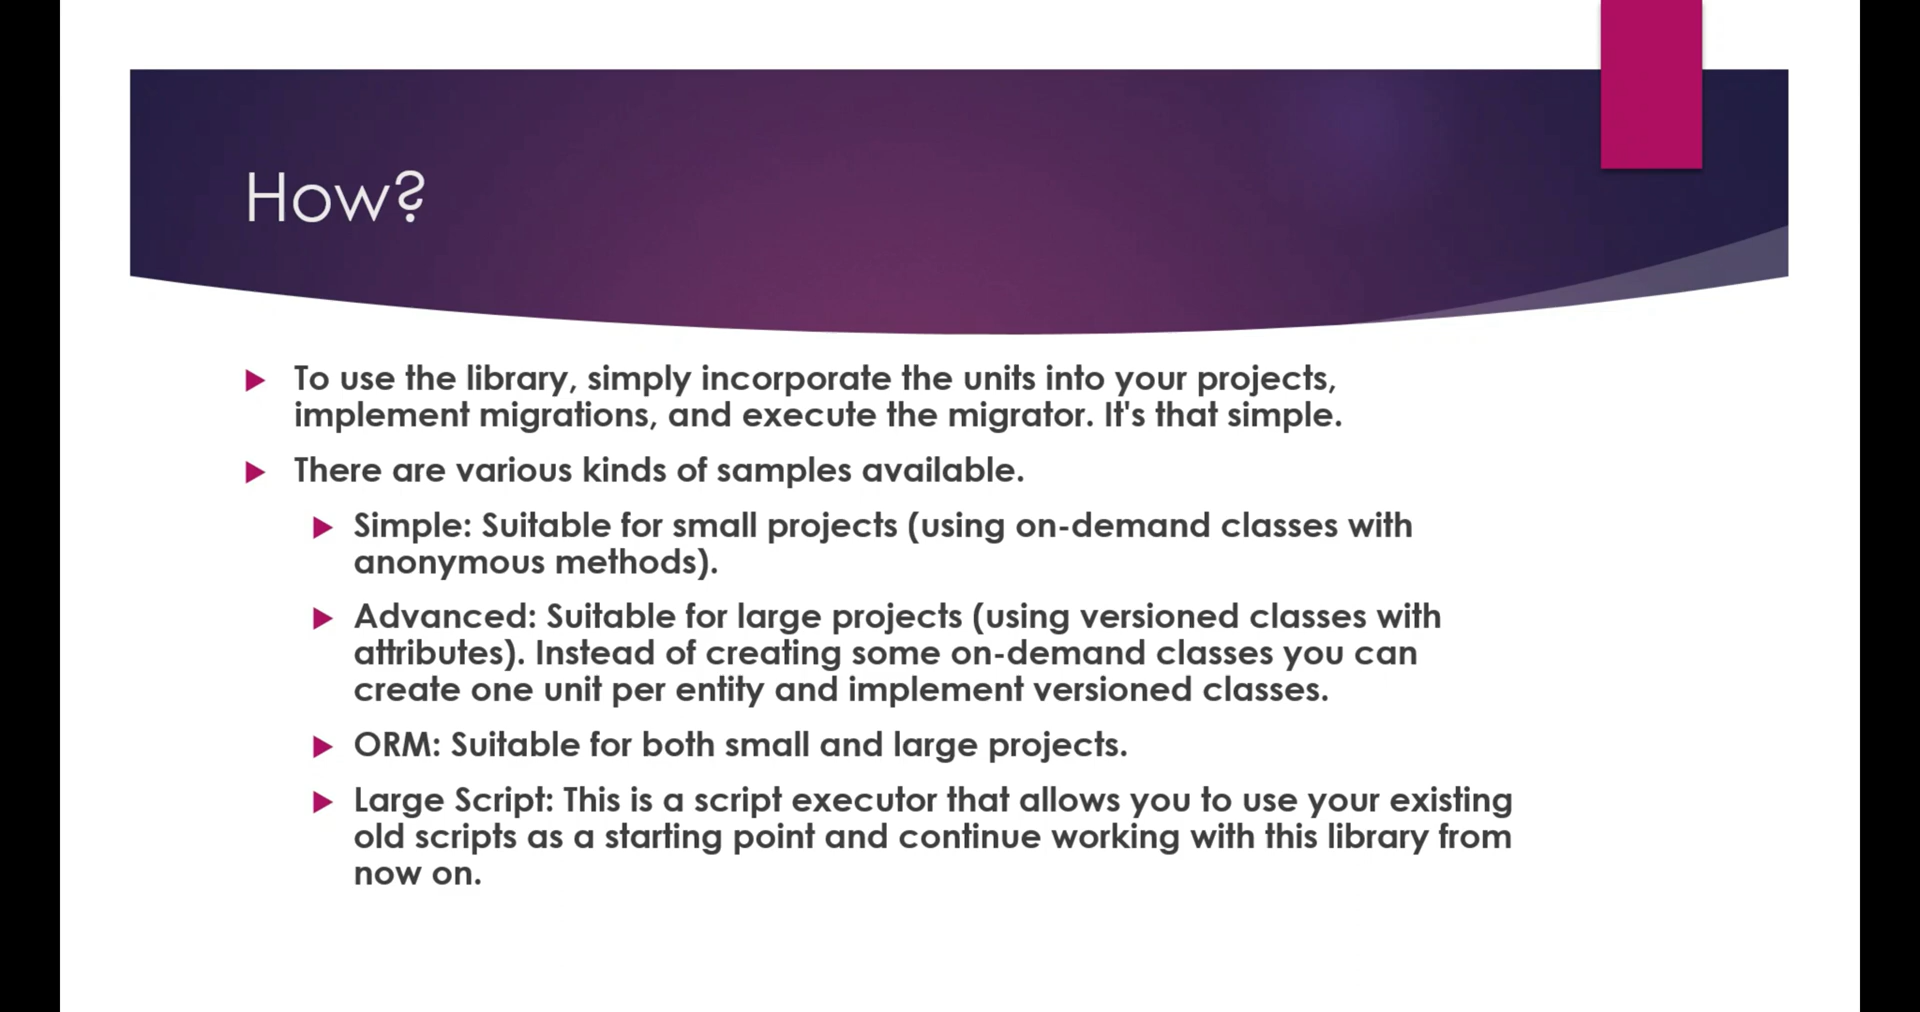 How?
To use the library, simply incorporate the units into your projects,
implement migrations, and execute the migrator. It's that simple.
There are various kinds of samples available.
Simple: Suitable for small projects (using on-demand classes with
anonymous methods).
Advanced: Suitable for large projects (using versioned classes with
attributes). Instead of creating some on-demand classes you can
create one unit per entity and implement versioned classes.
ORM: Suitable for both small and large projects.
Large Script: This is a script executor that allows you to use your existing
old scripts as a starting point and continue working with this library from
now on.